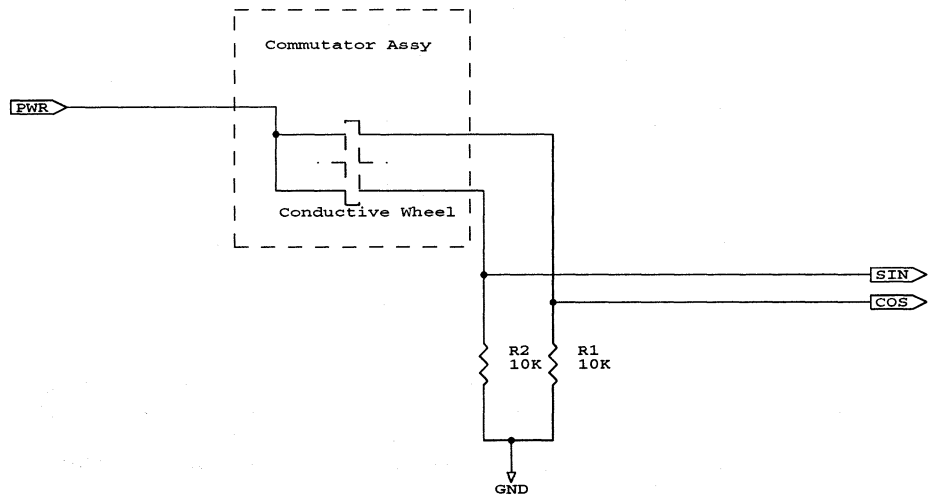 Commutator Assy
PWR
Conductive Wheel
SIN
COS
R2
10K
R1
10K
GND